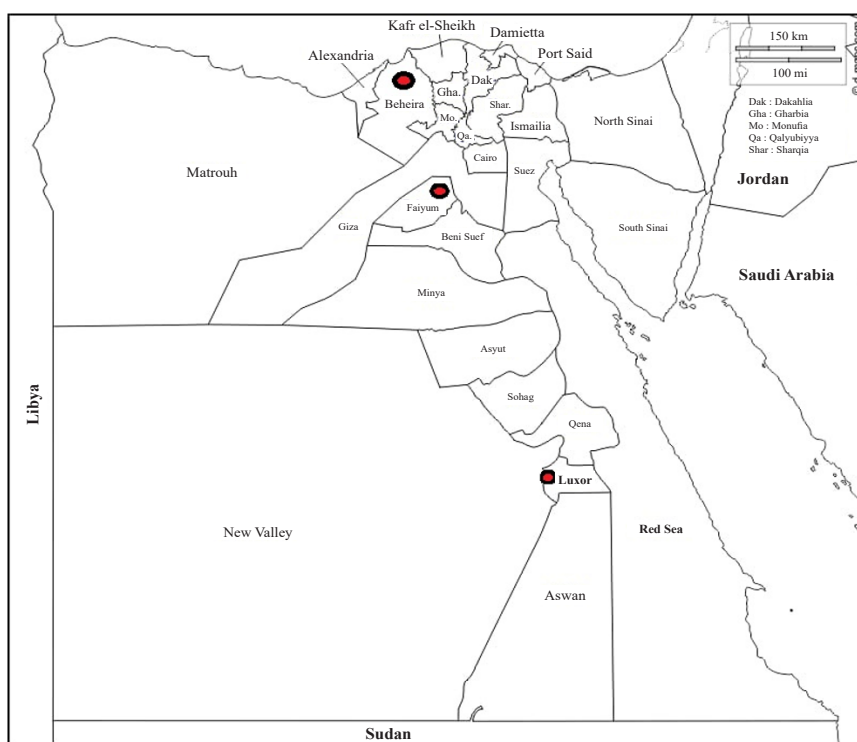 Kafr el-Sheikh
Damietta
Alexandria
Port Said
150 km
100 mi
Dak : Dakahlia
Gha : Gharbia
Mo : Monufia
Qa : Qalyubiyya
Shar : Sharqia
Beheira
Gha.
Dak.
Shar.
Mo.
Qa.
Ismailia
North Sinai
Cairo
Suez
Matrouh
Jordan
Faiyum
Giza
Beni Suef
South Sinai
Saudi Arabia
Minya
Asyut
Libya
Sohag
Qena
Luxor
New Valley
Red Sea
Aswan
Sudan